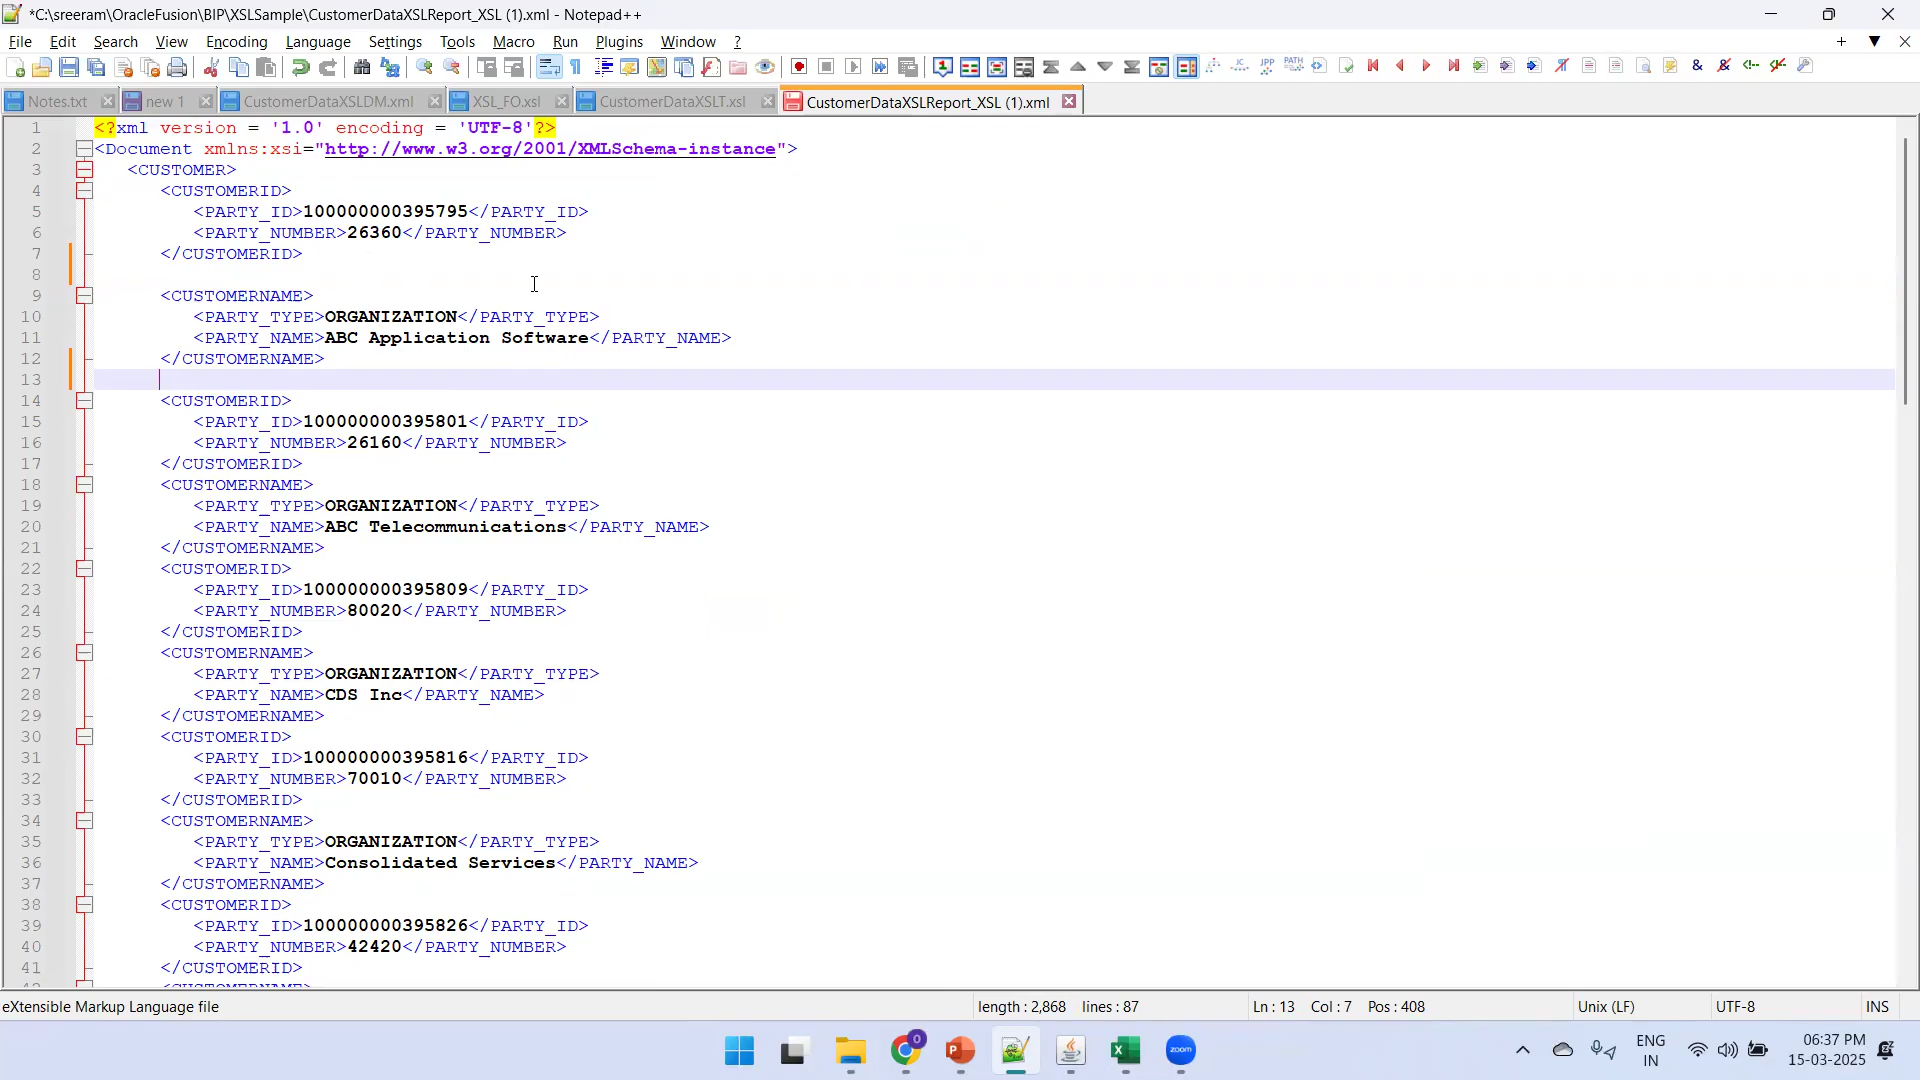 *C:\sreeram\OracleFusion\BIP\XSLSample\CustomerDataXSLReport_XSL (1).xml - Notepad++
File Edit Search View Encoding Language Settings Tools Macro Run Plugins Window ?
Notes.txt new 1 CustomerDataXSLDM.xml XSL_FO.xsl CustomerDataXSLT.xsl CustomerDataXSLReport_XSL (1).xml
1 <?xml version = '1.0' encoding = 'UTF-8'?>
2 <Document xmlns:xsi="http://www.w3.org/2001/XMLSchema-instance">
3 <CUSTOMER>
4 <CUSTOMERID>
5 <PARTY_ID>100000000395795</PARTY_ID>
6 <PARTY_NUMBER>26360</PARTY_NUMBER>
7 </CUSTOMERID>
8
9 <CUSTOMERNAME>
10 <PARTY_TYPE>ORGANIZATION</PARTY_TYPE>
11 <PARTY_NAME>ABC Application Software</PARTY_NAME>
12 </CUSTOMERNAME>
13
14 <CUSTOMERID>
15 <PARTY_ID>100000000395801</PARTY_ID>
16 <PARTY_NUMBER>26160</PARTY_NUMBER>
17 </CUSTOMERID>
18 <CUSTOMERNAME>
19 <PARTY_TYPE>ORGANIZATION</PARTY_TYPE>
20 <PARTY_NAME>ABC Telecommunications</PARTY_NAME>
21 </CUSTOMERNAME>
22 <CUSTOMERID>
23 <PARTY_ID>100000000395809</PARTY_ID>
24 <PARTY_NUMBER>80020</PARTY_NUMBER>
25 </CUSTOMERID>
26 <CUSTOMERNAME>
27 <PARTY_TYPE>ORGANIZATION</PARTY_TYPE>
28 <PARTY_NAME>CDS Inc</PARTY_NAME>
29 </CUSTOMERNAME>
30 <CUSTOMERID>
31 <PARTY_ID>100000000395816</PARTY_ID>
32 <PARTY_NUMBER>70010</PARTY_NUMBER>
33 </CUSTOMERID>
34 <CUSTOMERNAME>
35 <PARTY_TYPE>ORGANIZATION</PARTY_TYPE>
36 <PARTY_NAME>Consolidated Services</PARTY_NAME>
37 </CUSTOMERNAME>
38 <CUSTOMERID>
39 <PARTY_ID>100000000395826</PARTY_ID>
40 <PARTY_NUMBER>42420</PARTY_NUMBER>
41 </CUSTOMERID>
eXtensible Markup Language file length : 2,868 lines : 87 Ln : 13 Col : 7 Pos : 408 Unix (LF) UTF-8 INS
zoom
ENG
IN
06:37 PM
15-03-2025